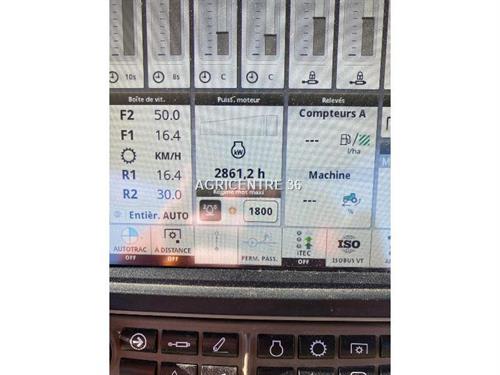 10s 8s C C
Boîte de vit. Puiss. moteur Relevés
F2 50.0
F1 16.4
KM/H
R1 16.4
R2 30.0
Entièr. AUTO
kW
2861,2 h
Régime mot maxi
1800
Compteurs A
---
l/ha
Machine
---
%
AGRICENTRE 36
AUTOTRAC
OFF
A DISTANCE
OFF
PERM. PASS.
iTEC
OFF
ISO
ISOBUS VT